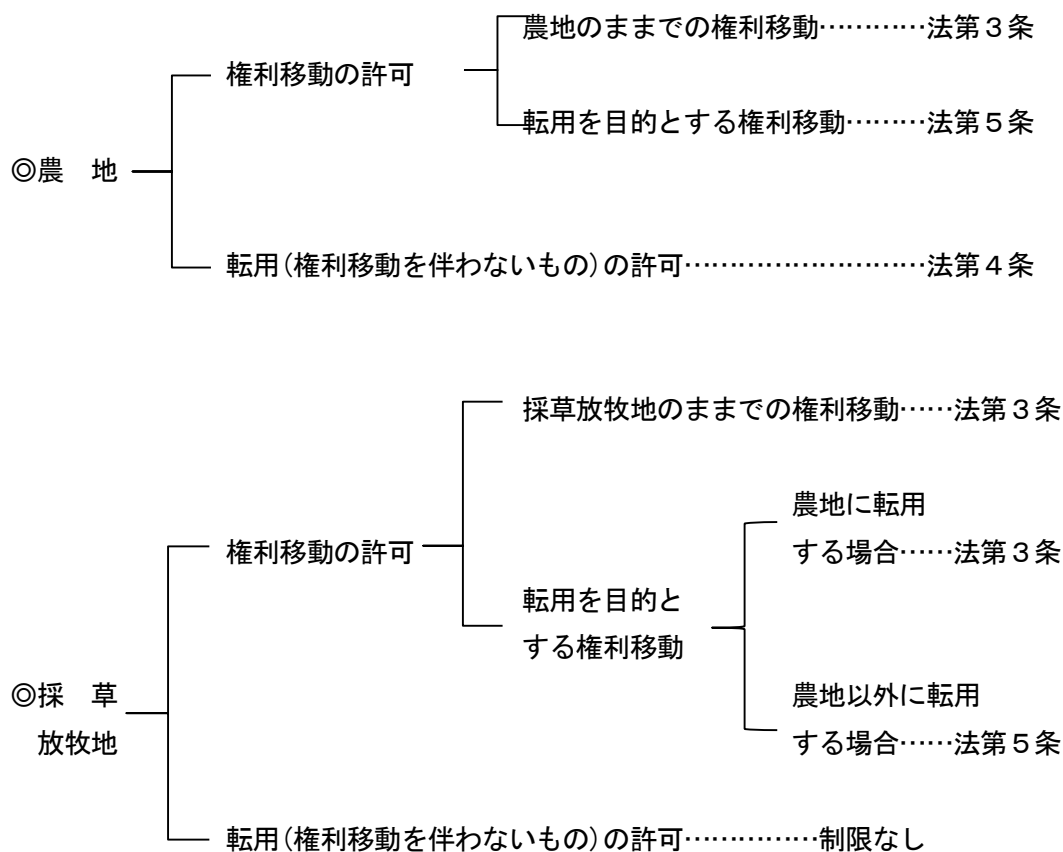 農地のままでの権利移動…………法第３条
権利移動の許可
転用を目的とする権利移動………法第５条
◎農　地
転用（権利移動を伴わないもの）の許可………………………法第４条
採草放牧地のままでの権利移動……法第３条
農地に転用
権利移動の許可
する場合……法第３条
転用を目的と
する権利移動
◎採　草
放牧地
農地以外に転用
する場合……法第５条
転用（権利移動を伴わないもの）の許可……………制限なし